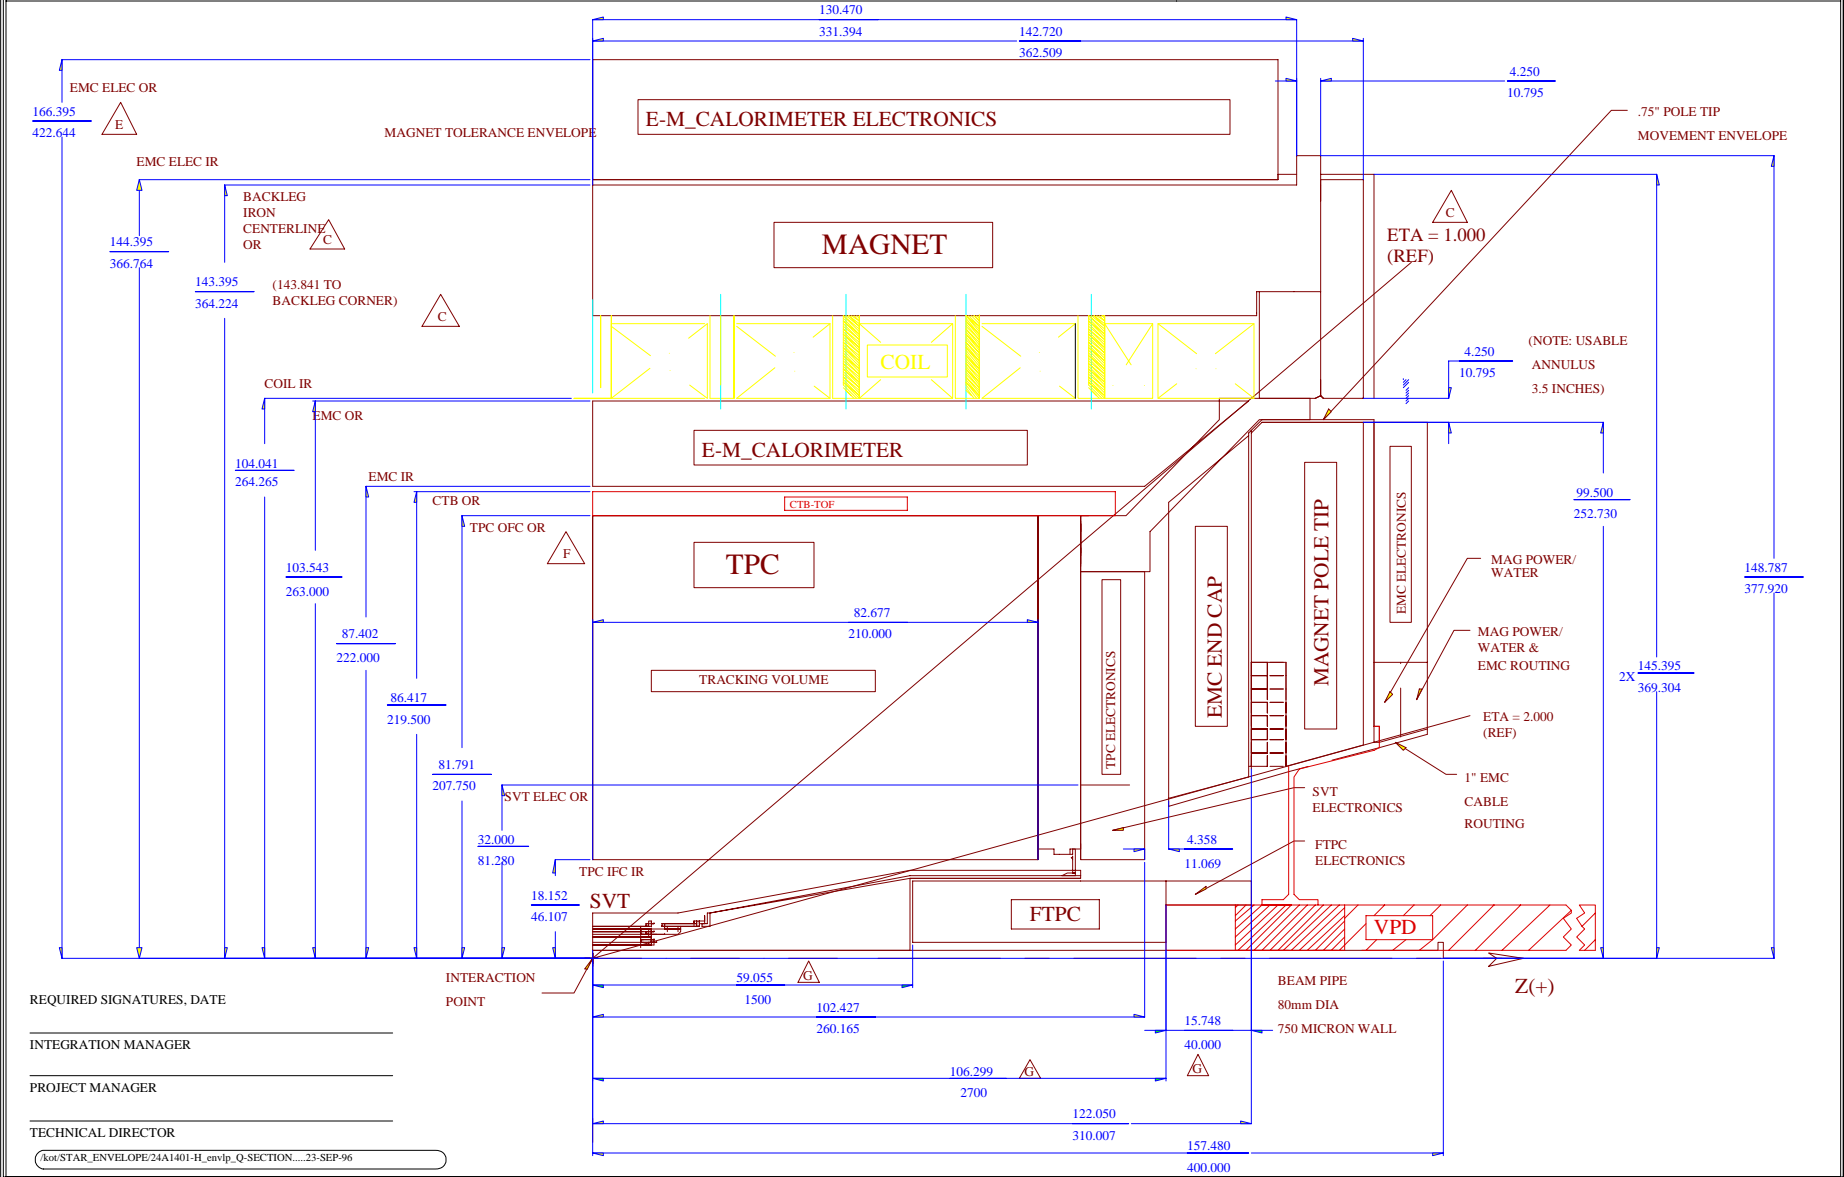 130.470
331.394
142.720
362.509
4.250
10.795
EMC ELEC OR
166.395
422.644
E
MAGNET TOLERANCE ENVELOPE
E-M_CALORIMETER ELECTRONICS
.75" POLE TIP
MOVEMENT ENVELOPE
EMC ELEC IR
144.395
366.764
BACKLEG
IRON
CENTERLINE
OR
C
143.395
364.224
(143.841 TO
BACKLEG CORNER)
C
MAGNET
C
ETA = 1.000
(REF)
COIL
4.250
10.795
(NOTE: USABLE
ANNULUS
3.5 INCHES)
COIL IR
104.041
264.265
EMC OR
103.543
263.000
E-M_CALORIMETER
EMC IR
87.402
222.000
CTB OR
86.417
219.500
CTB-TOF
TPC OFC OR
F
81.791
207.750
TPC
82.677
210.000
TRACKING VOLUME
TPC ELECTRONICS
EMC END CAP
MAGNET POLE TIP
EMC ELECTRONICS
99.500
252.730
148.787
377.920
MAG POWER/
WATER
MAG POWER/
WATER &
EMC ROUTING
2X
145.395
369.304
ETA = 2.000
(REF)
1" EMC
CABLE
ROUTING
SVT ELEC OR
32.000
81.280
SVT
ELECTRONICS
4.358
11.069
FTPC
ELECTRONICS
TPC IFC IR
18.152
46.107
SVT
FTPC
VPD
INTERACTION
POINT
59.055
1500
G
102.427
260.165
BEAM PIPE
80mm DIA
750 MICRON WALL
15.748
40.000
Z(+)
106.299
2700
G
G
122.050
310.007
157.480
400.000
REQUIRED SIGNATURES, DATE
INTEGRATION MANAGER
PROJECT MANAGER
TECHNICAL DIRECTOR
/kot/STAR_ENVELOPE/24A1401-H_envlp_Q-SECTION.....23-SEP-96